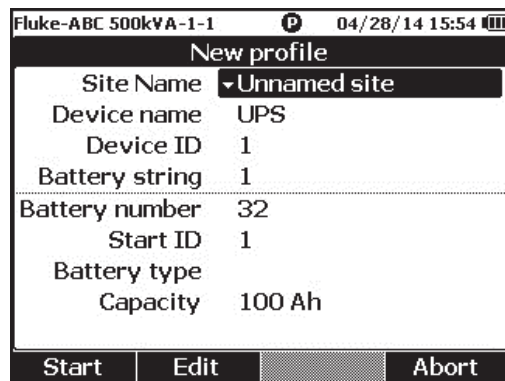 Fluke-ABC 500kVA-1-1 P 04/28/14 15:54
New profile
Site Name Unnamed site
Device name UPS
Device ID 1
Battery string 1
Battery number 32
Start ID 1
Battery type
Capacity 100 Ah
Start Edit Abort